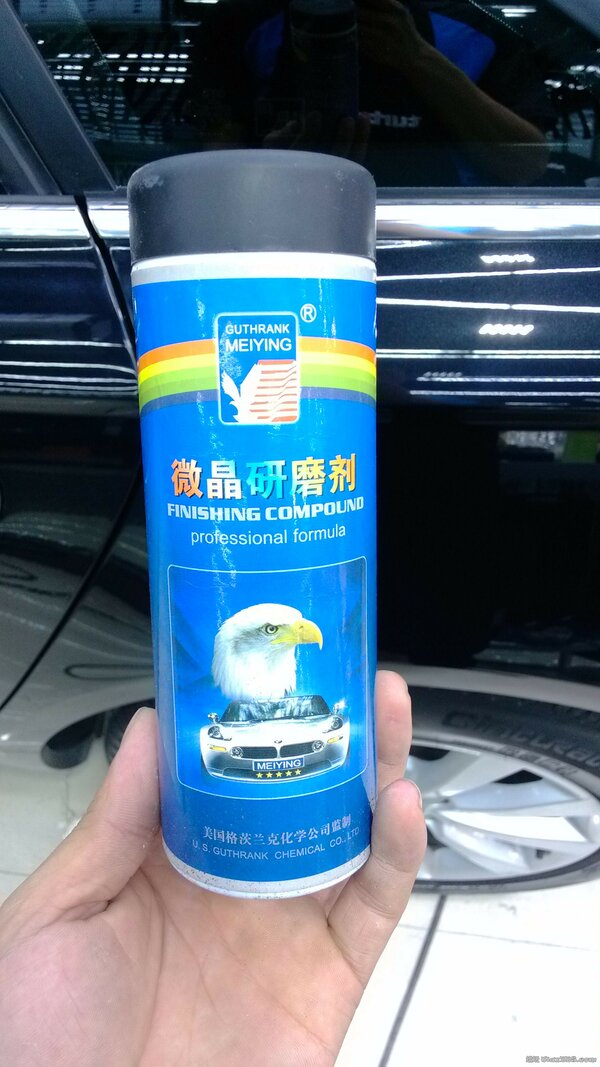 GUTHRANK
MEIYING
®
微晶研磨剂
FINISHING COMPOUND
professional formula
MEIYING
★★★★★
美国格茨兰克化学公司监制
U.S. GUTHRANK CHEMICAL CO., LTD